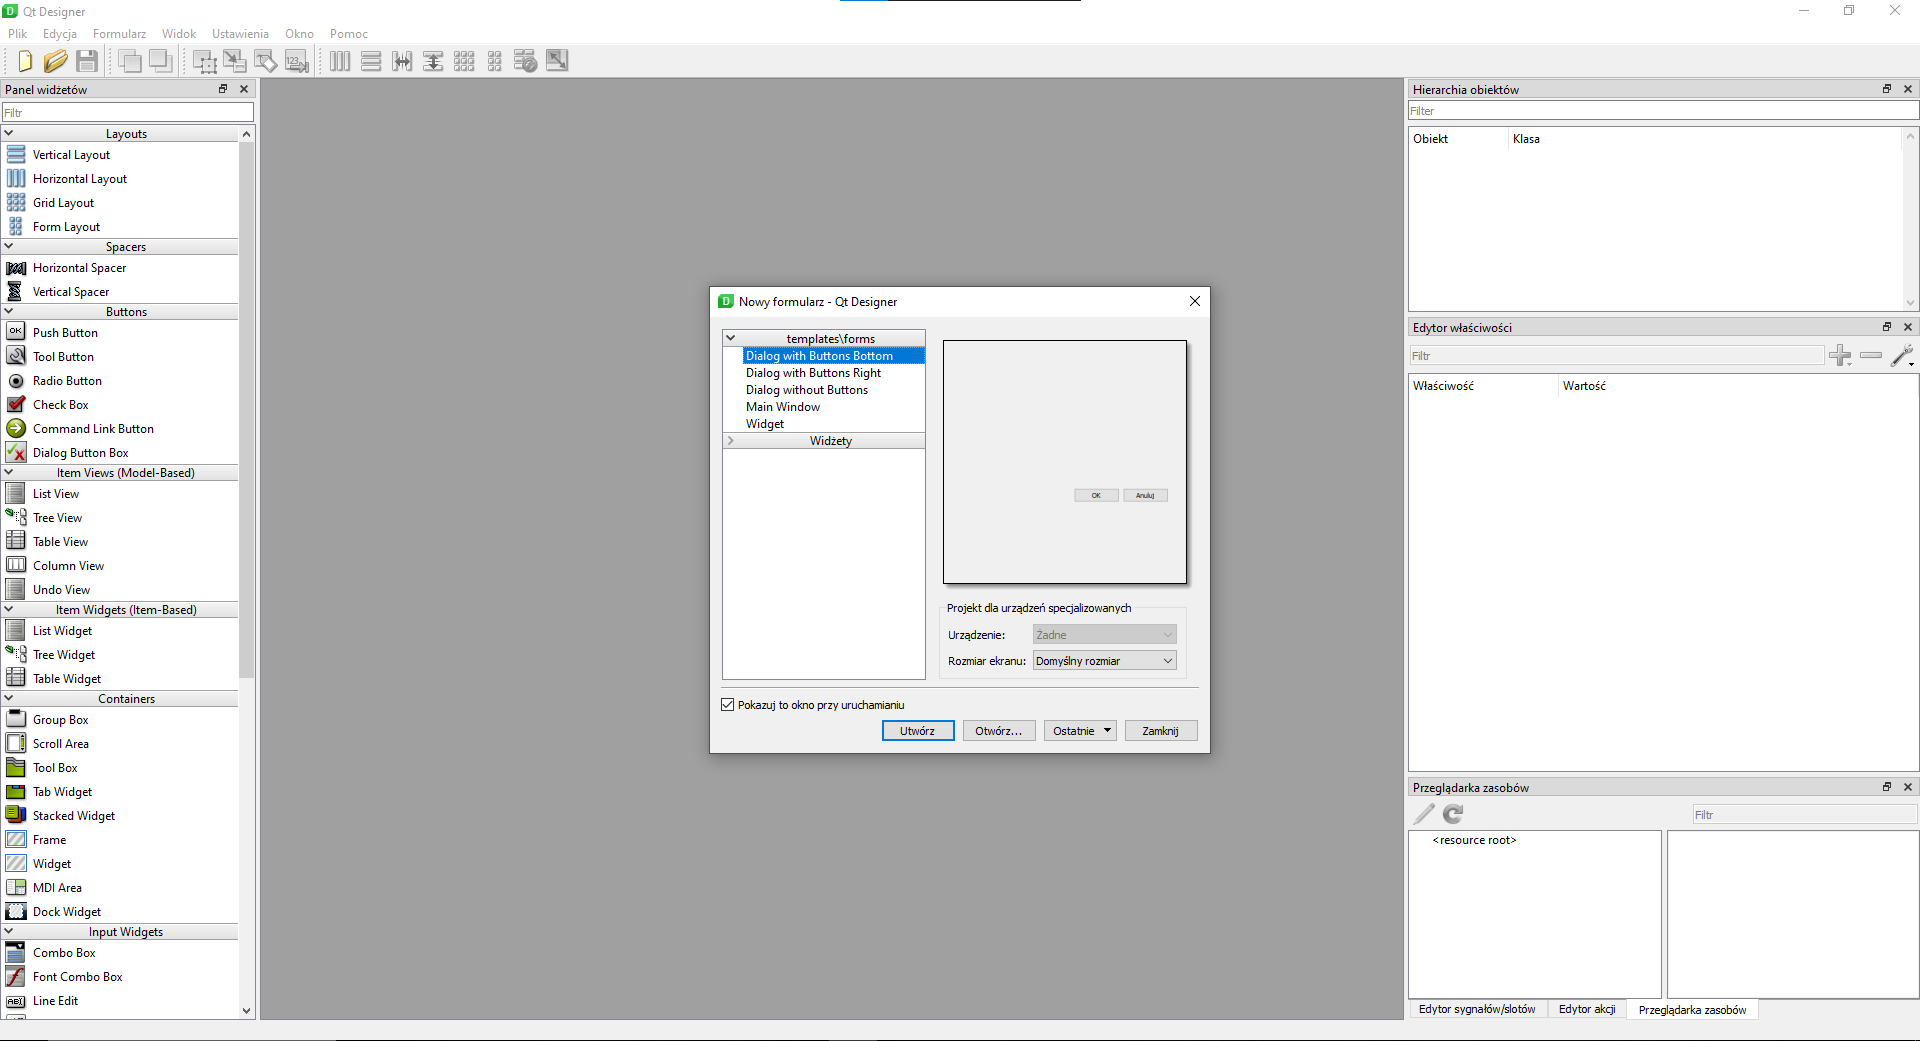 Qt Designer
Plik Edycja Formularz Widok Ustawienia Okno Pomoc
Panel widżetów
Filtr
Layouts
Vertical Layout
Horizontal Layout
Grid Layout
Form Layout
Spacers
Horizontal Spacer
Vertical Spacer
Buttons
Push Button
Tool Button
Radio Button
Check Box
Command Link Button
Dialog Button Box
Item Views (Model-Based)
List View
Tree View
Table View
Column View
Undo View
Item Widgets (Item-Based)
List Widget
Tree Widget
Table Widget
Containers
Group Box
Scroll Area
Tool Box
Tab Widget
Stacked Widget
Frame
Widget
MDI Area
Dock Widget
Input Widgets
Combo Box
Font Combo Box
Line Edit
Nowy formularz - Qt Designer
templates\forms
Dialog with Buttons Bottom
Dialog with Buttons Right
Dialog without Buttons
Main Window
Widget
Widżety
OK Anuluj
Projekt dla urządzeń specjalizowanych
Urządzenie: Żadne
Rozmiar ekranu: Domyślny rozmiar
Pokazuj to okno przy uruchamianiu
Utwórz Otwórz... Ostatnie Zamknij
Hierarchia obiektów
Filter
Obiekt Klasa
Edytor właściwości
Filtr
Właściwość Wartość
Przeglądarka zasobów
Filtr
<resource root>
Edytor sygnałów/slotów Edytor akcji Przeglądarka zasobów